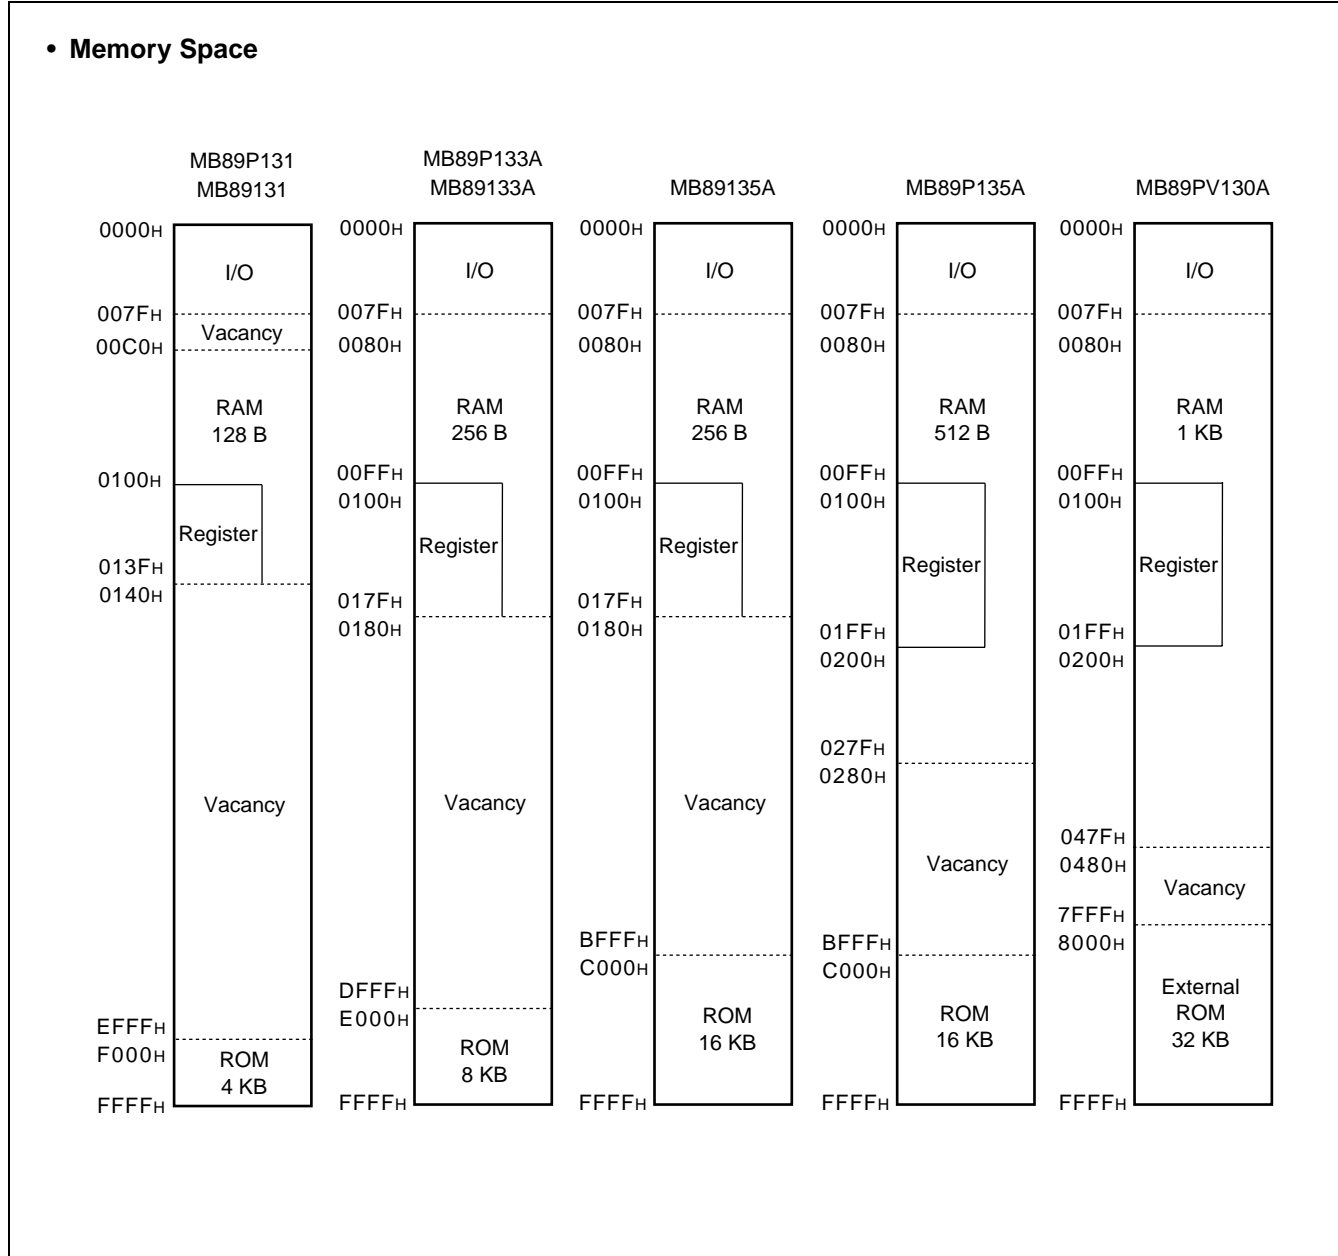 • Memory Space
MB89P131
MB89131
0000H
I/O
007FH
Vacancy
00C0H
RAM
128 B
0100H
Register
013FH
0140H
Vacancy
EFFFH
F000H
ROM
4 KB
FFFFH
MB89P133A
MB89133A
0000H
I/O
007FH
0080H
RAM
256 B
00FFH
0100H
Register
017FH
0180H
Vacancy
DFFFH
E000H
ROM
8 KB
FFFFH
MB89135A
0000H
I/O
007FH
0080H
RAM
256 B
00FFH
0100H
Register
017FH
0180H
Vacancy
BFFFH
C000H
ROM
16 KB
FFFFH
MB89P135A
0000H
I/O
007FH
0080H
RAM
512 B
00FFH
0100H
Register
01FFH
0200H
027FH
0280H
Vacancy
BFFFH
C000H
ROM
16 KB
FFFFH
MB89PV130A
0000H
I/O
007FH
0080H
RAM
1 KB
00FFH
0100H
Register
01FFH
0200H
047FH
0480H
Vacancy
7FFFH
8000H
External
ROM
32 KB
FFFFH